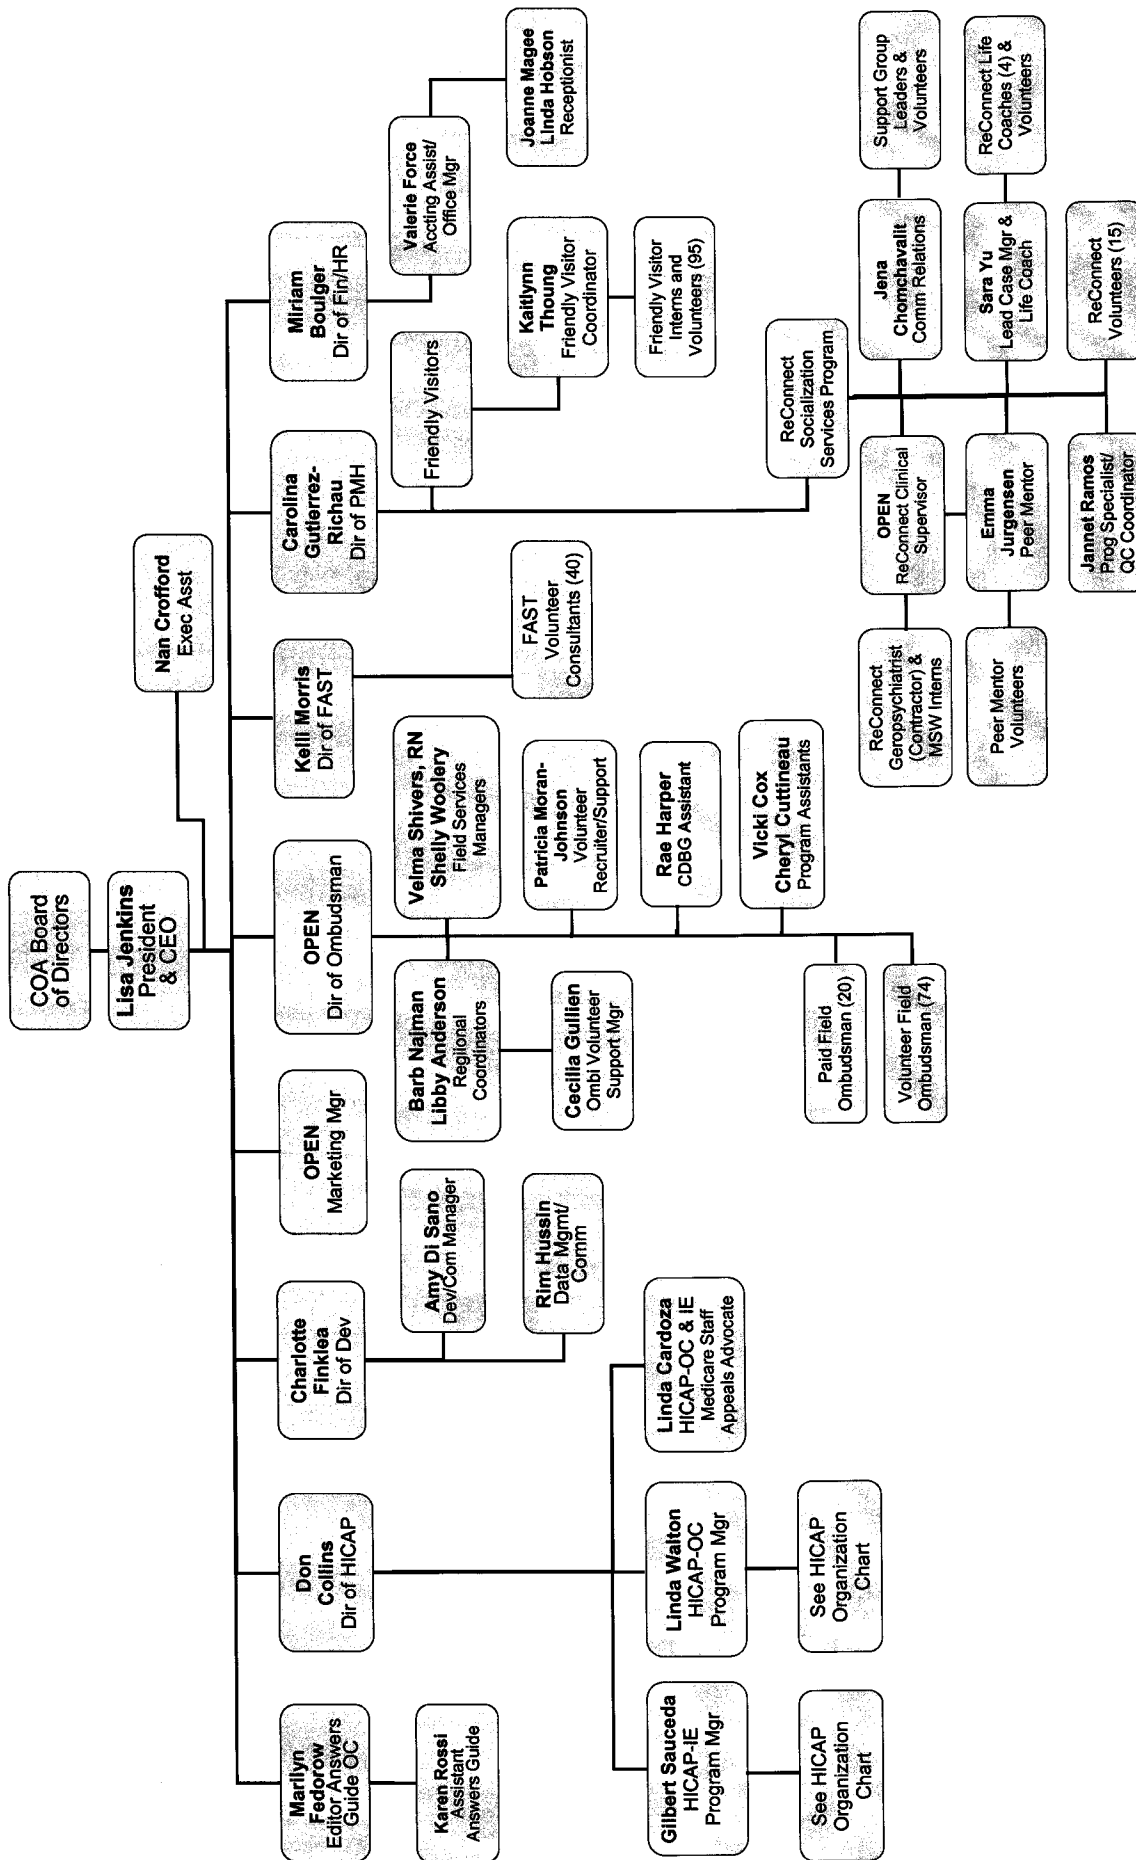 COA Board
of Directors
Lisa Jenkins
President
& CEO
Nan Crofford
Exec Asst
Marilyn
Fedorow
Editor Answers
Guide OC
Karen Rossi
Assistant
Answers Guide
Don
Collins
Dir of HICAP
Gilbert Sauceda
HICAP-IE
Program Mgr
See HICAP
Organization
Chart
Linda Walton
HICAP-OC
Program Mgr
See HICAP
Organization
Chart
Linda Cardoza
HICAP-OC & IE
Medicare Staff
Appeals Advocate
Charlotte
Finklea
Dir of Dev
Amy Di Sano
Dev/Com Manager
Rim Hussin
Data Mgmt/
Comm
OPEN
Marketing Mgr
OPEN
Dir of Ombudsman
Barb Najman
Libby Anderson
Regiional
Coordinators
Cecilia Gullien
Ombi Volunteer
Support Mgr
Velma Shivers, RN
Shelly Woolery
Field Services
Managers
Patricia Moran-
Johnson
Volunteer
Recruiter/Support
Rae Harper
CDBG Assistant
Vicki Cox
Cheryl Cuttineau
Program Assistants
Paid Field
Ombudsman (20)
Volunteer Field
Ombudsman (74)
Kelli Morris
Dir of FAST
FAST
Volunteer
Consultants (40)
Carolina
Gutierrez-
Richau
Dir of PMH
Friendly Visitors
Kaitlynn
Thoung
Friendly Visitor
Coordinator
Friendly Visitor
Interns and
Volunteers (95)
ReConnect
Socialization
Services Program
OPEN
ReConnect Clinical
Supervisor
ReConnect
Geropsychiatrist
(Contractor) &
MSW Interns
Emma
Jurgensen
Peer Mentor
Peer Mentor
Volunteers
Jannet Ramos
Prog Specialist/
QC Coordinator
Jena
Chomchavalit
Comm Relations
Support Group
Leaders &
Volunteers
Sara Yu
Lead Case Mgr &
Life Coach
ReConnect Life
Coaches (4) &
Volunteers
ReConnect
Volunteers (15)
Miriam
Boulger
Dir of Fin/HR
Valerie Force
Accting Assist/
Office Mgr
Joanne Magee
Linda Hobson
Receptionist